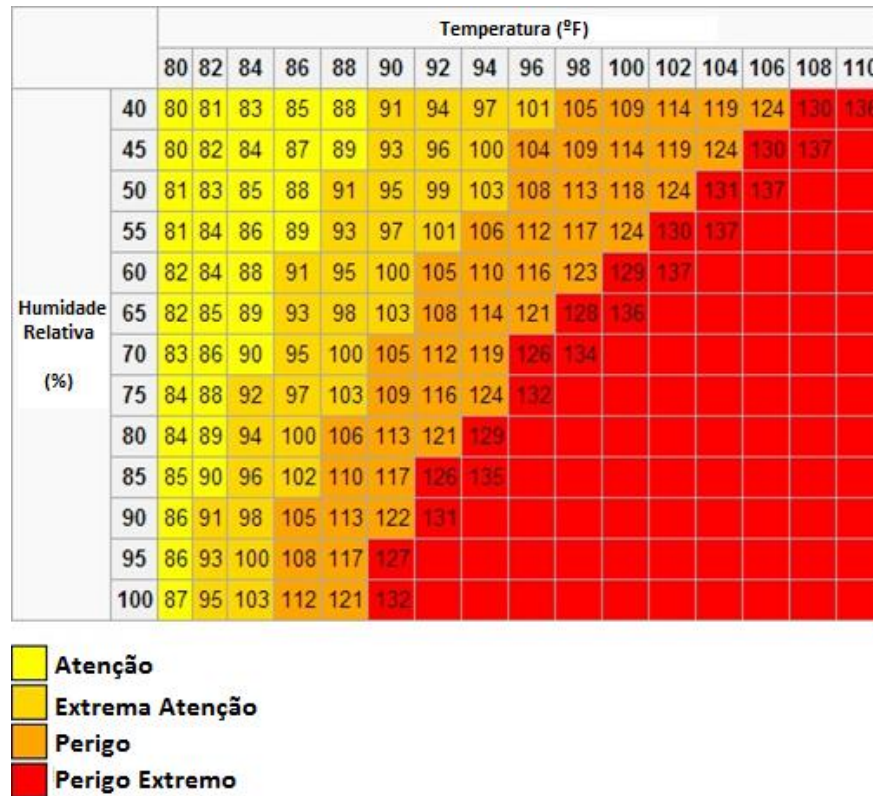 Temperatura (ºF)
80 82 84 86 88 90 92 94 96 98 100 102 104 106 108 110
40 80 81 83 85 88 91 94 97 101 105 109 114 119 124 130 136
45 80 82 84 87 89 93 96 100 104 109 114 119 124 130 137
50 81 83 85 88 91 95 99 103 108 113 118 124 131 137
55 81 84 86 89 93 97 101 106 112 117 124 130 137
60 82 84 88 91 95 100 105 110 116 123 129 137
Humidade
Relativa
(%)
65 82 85 89 93 98 103 108 114 121 128 136
70 83 86 90 95 100 105 112 119 126 134
75 84 88 92 97 103 109 116 124 132
80 84 89 94 100 106 113 121 129
85 85 90 96 102 110 117 126 135
90 86 91 98 105 113 122 131
95 86 93 100 108 117 127
100 87 95 103 112 121 132
Atenção
Extrema Atenção
Perigo
Perigo Extremo